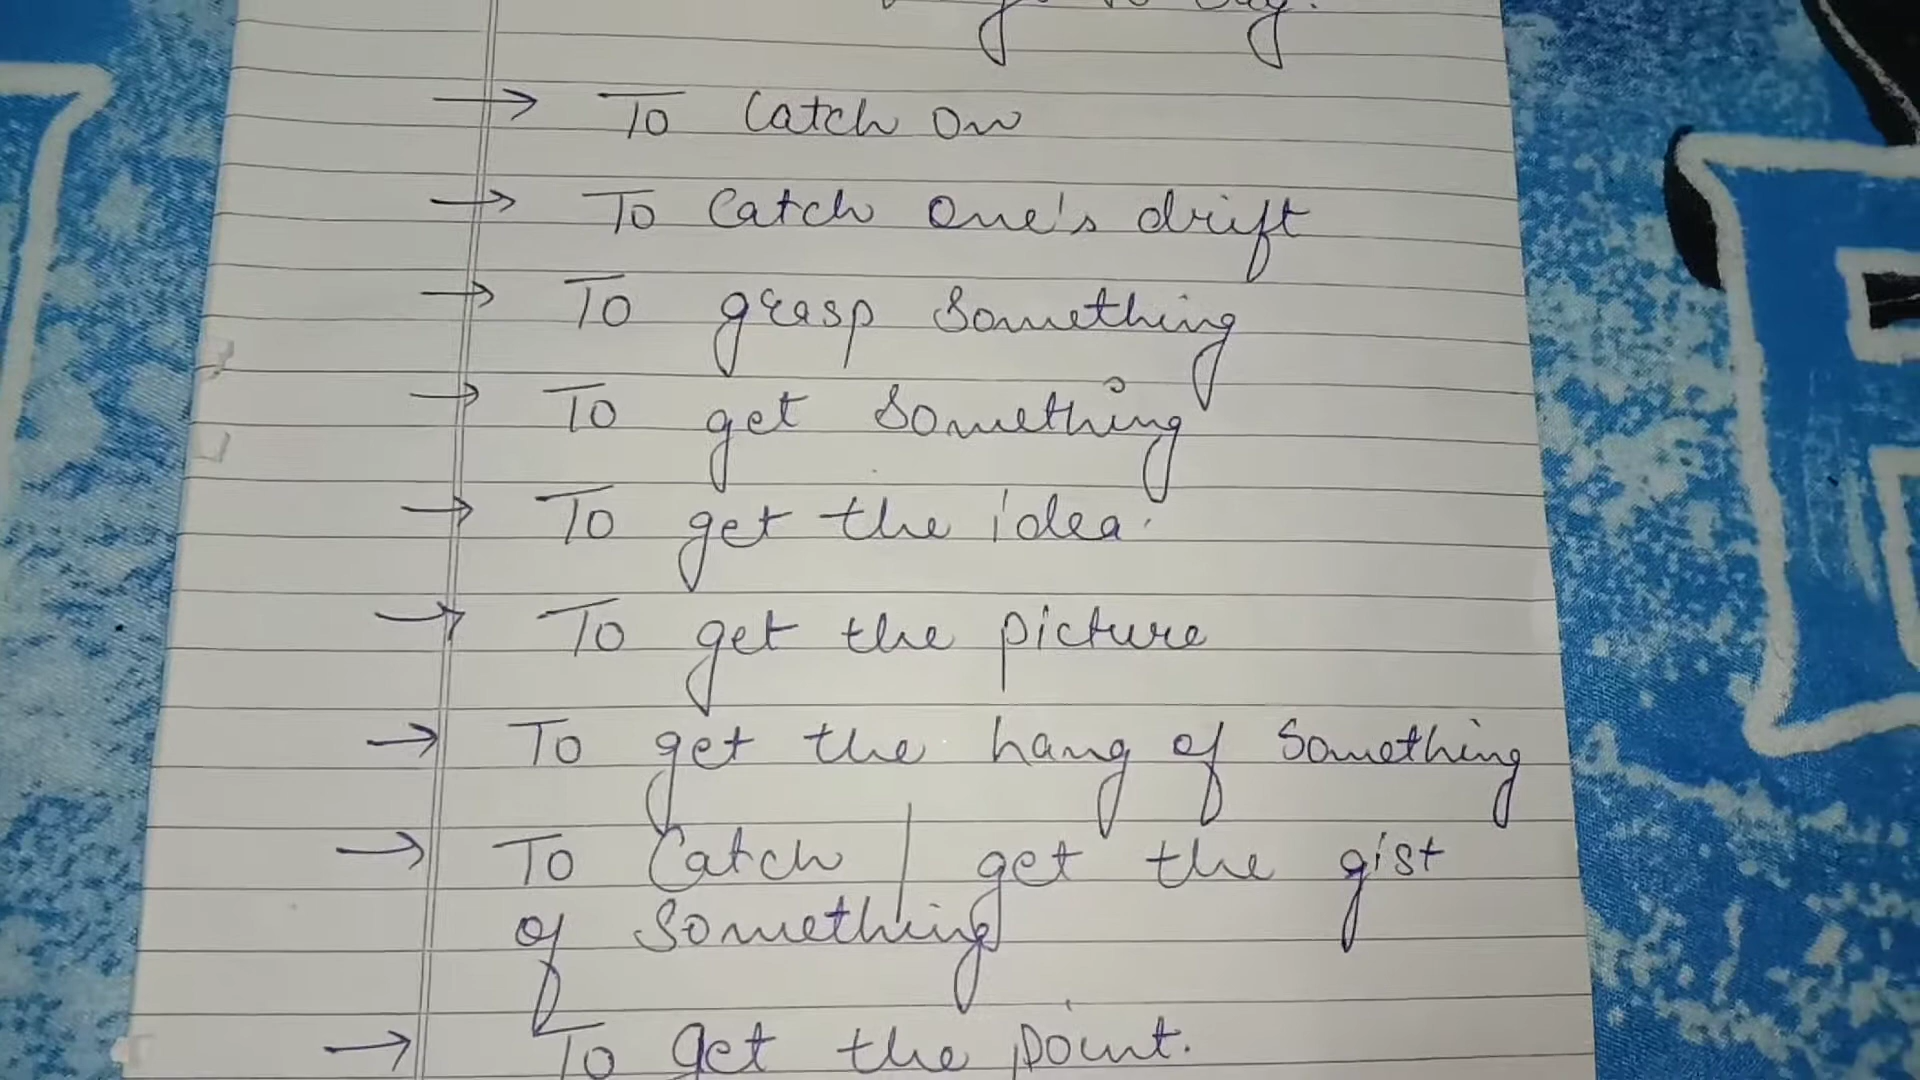 to say.
→ To Catch on
→ To Catch one's drift
→ To grasp something
→ To get something
→ To get the idea.
→ To get the picture
→ To get the hang of something
→ To Catch / get the gist
of something
→ To get the point.